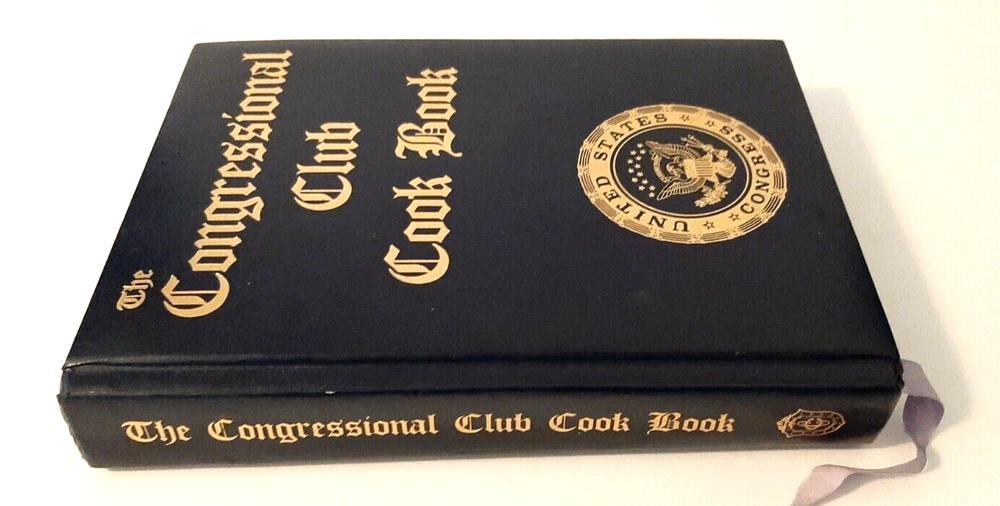 The
Congressional
Club
Cook Book
UNITED STATES
CONGRESS
The Congressional Club Cook Book